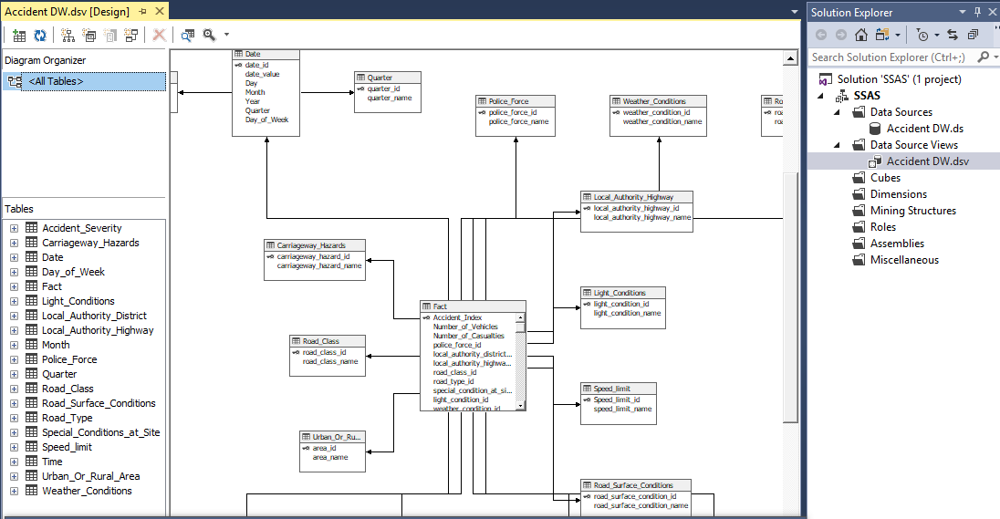 Accident DW.dsv [Design]
Diagram Organizer
<All Tables>
Tables
Accident_Severity
Carriageway_Hazards
Date
Day_of_Week
Fact
Light_Conditions
Local_Authority_District
Local_Authority_Highway
Month
Police_Force
Quarter
Road_Class
Road_Surface_Conditions
Road_Type
Special_Conditions_at_Site
Speed_limit
Time
Urban_Or_Rural_Area
Weather_Conditions
Date
date_id
date_value
Day
Month
Year
Quarter
Day_of_Week
Quarter
quarter_id
quarter_name
Police_Force
police_force_id
police_force_name
Weather_Conditions
weather_condition_id
weather_condition_name
Ro
roa
roa
Local_Authority_Highway
local_authority_highway_id
local_authority_highway_name
Carriageway_Hazards
carriageway_hazard_id
carriageway_hazard_name
Light_Conditions
light_condition_id
light_condition_name
Fact
Accident_Index
Number_of_Vehicles
Number_of_Casualties
police_force_id
local_authority_district...
local_authority_highwa...
road_class_id
road_type_id
special_condition_at_si...
light_condition_id
weather_condition_id
Road_Class
road_class_id
road_class_name
Speed_limit
Speed_limit_id
speed_limit_name
Urban_Or_Ru...
area_id
area_name
Road_Surface_Conditions
road_surface_condition_id
road_surface_condition_name
Solution Explorer
Search Solution Explorer (Ctrl+;)
Solution 'SSAS' (1 project)
SSAS
Data Sources
Accident DW.ds
Data Source Views
Accident DW.dsv
Cubes
Dimensions
Mining Structures
Roles
Assemblies
Miscellaneous